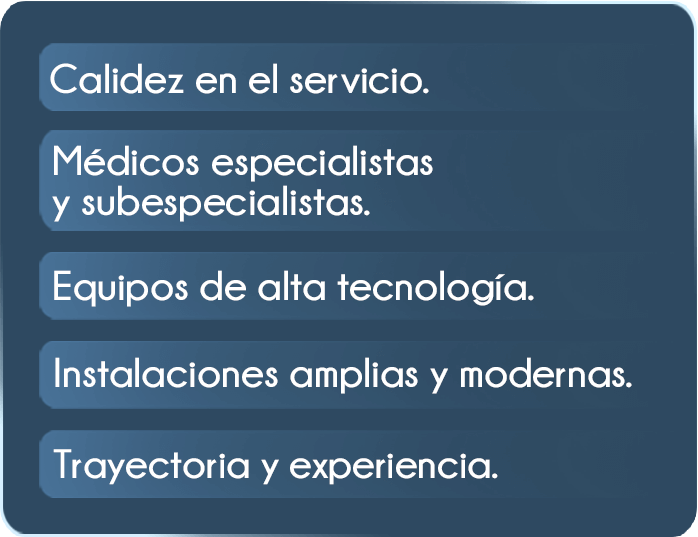 Calidez en el servicio.
Médicos especialistas
y subespecialistas.
Equipos de alta tecnología.
Instalaciones amplias y modernas.
Trayectoria y experiencia.